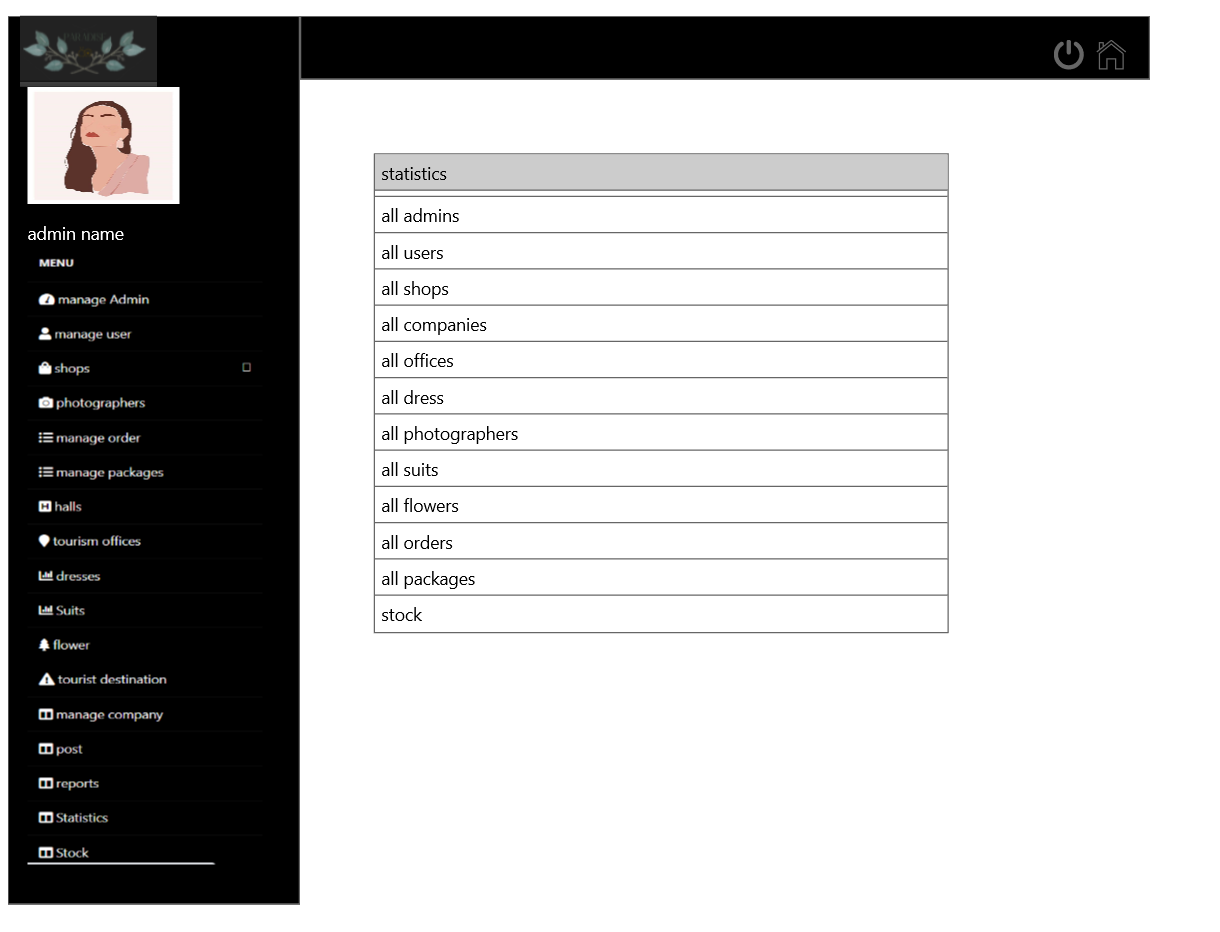 admin name
MENU
manage Admin
manage user
shops
photographers
manage order
manage packages
halls
tourism offices
dresses
Suits
flower
tourist destination
manage company
post
reports
Statistics
Stock
statistics
all admins
all users
all shops
all companies
all offices
all dress
all photographers
all suits
all flowers
all orders
all packages
stock